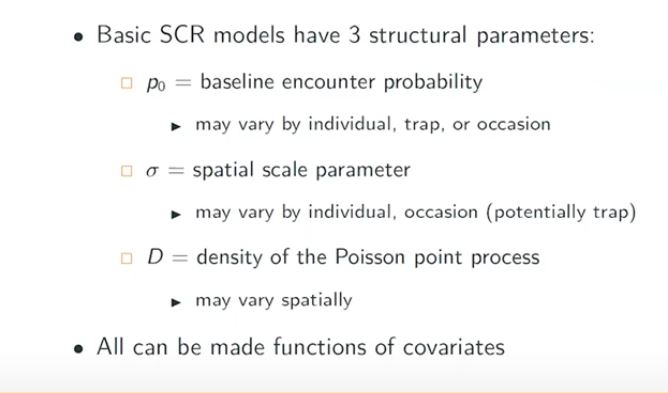 • Basic SCR models have 3 structural parameters:
□ p₀ = baseline encounter probability
► may vary by individual, trap, or occasion
□ σ = spatial scale parameter
► may vary by individual, occasion (potentially trap)
□ D = density of the Poisson point process
► may vary spatially
• All can be made functions of covariates